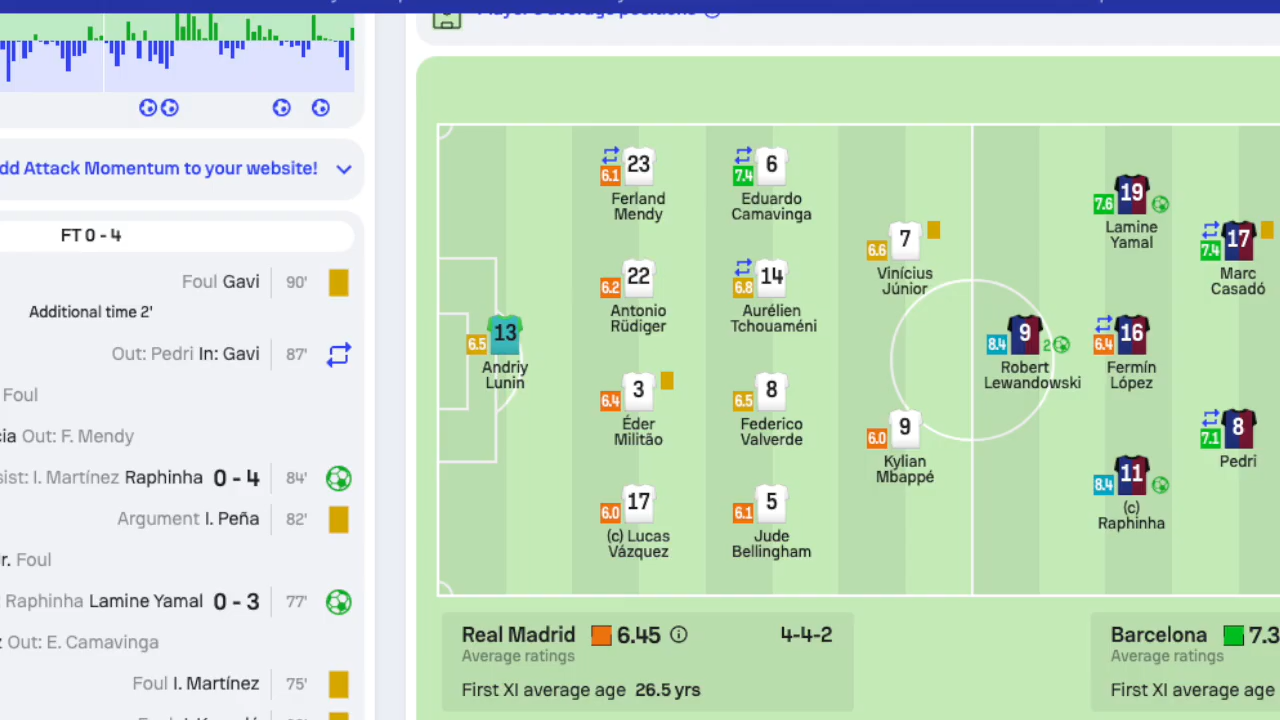 dd Attack Momentum to your website!
FT 0 - 4
Foul Gavi 90'
Additional time 2'
Out: Pedri In: Gavi 87'
Foul
cia Out: F. Mendy
sist: I. Martínez Raphinha 0 - 4 84'
Argument I. Peña 82'
r. Foul
Raphinha Lamine Yamal 0 - 3 77'
z Out: E. Camavinga
Foul I. Martínez 75'
Player's average positions
13
6.5
Andriy
Lunin
23
6.1
Ferland
Mendy
22
6.2
Antonio
Rüdiger
3
6.4
Éder
Militão
17
6.0
(c) Lucas
Vázquez
6
7.4
Eduardo
Camavinga
14
6.8
Aurélien
Tchouaméni
8
6.5
Federico
Valverde
5
6.1
Jude
Bellingham
7
6.6
Vinícius
Júnior
9
6.0
Kylian
Mbappé
9
8.4
2
Robert
Lewandowski
19
7.6
Lamine
Yamal
16
6.4
Fermín
López
11
8.4
(c)
Raphinha
17
7.4
Marc
Casadó
8
7.1
Pedri
Real Madrid 6.45 4-4-2
Average ratings
First XI average age 26.5 yrs
Barcelona 7.3
Average ratings
First XI average age